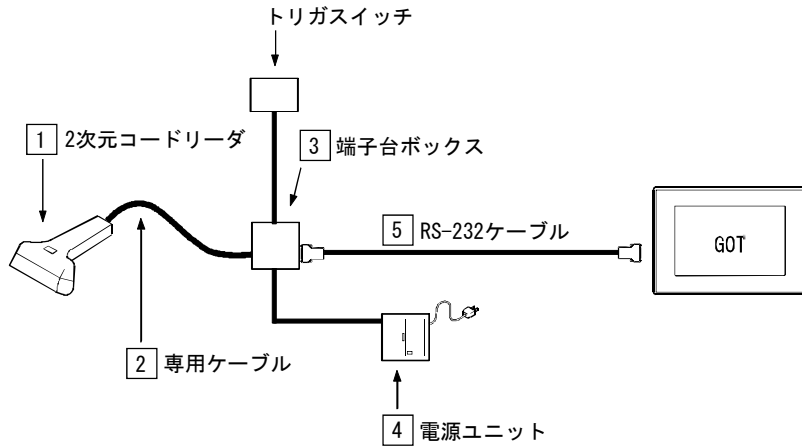 トリガスイッチ
1 2次元コードリーダ
3 端子台ボックス
5 RS-232ケーブル
GOT
2 専用ケーブル
4 電源ユニット